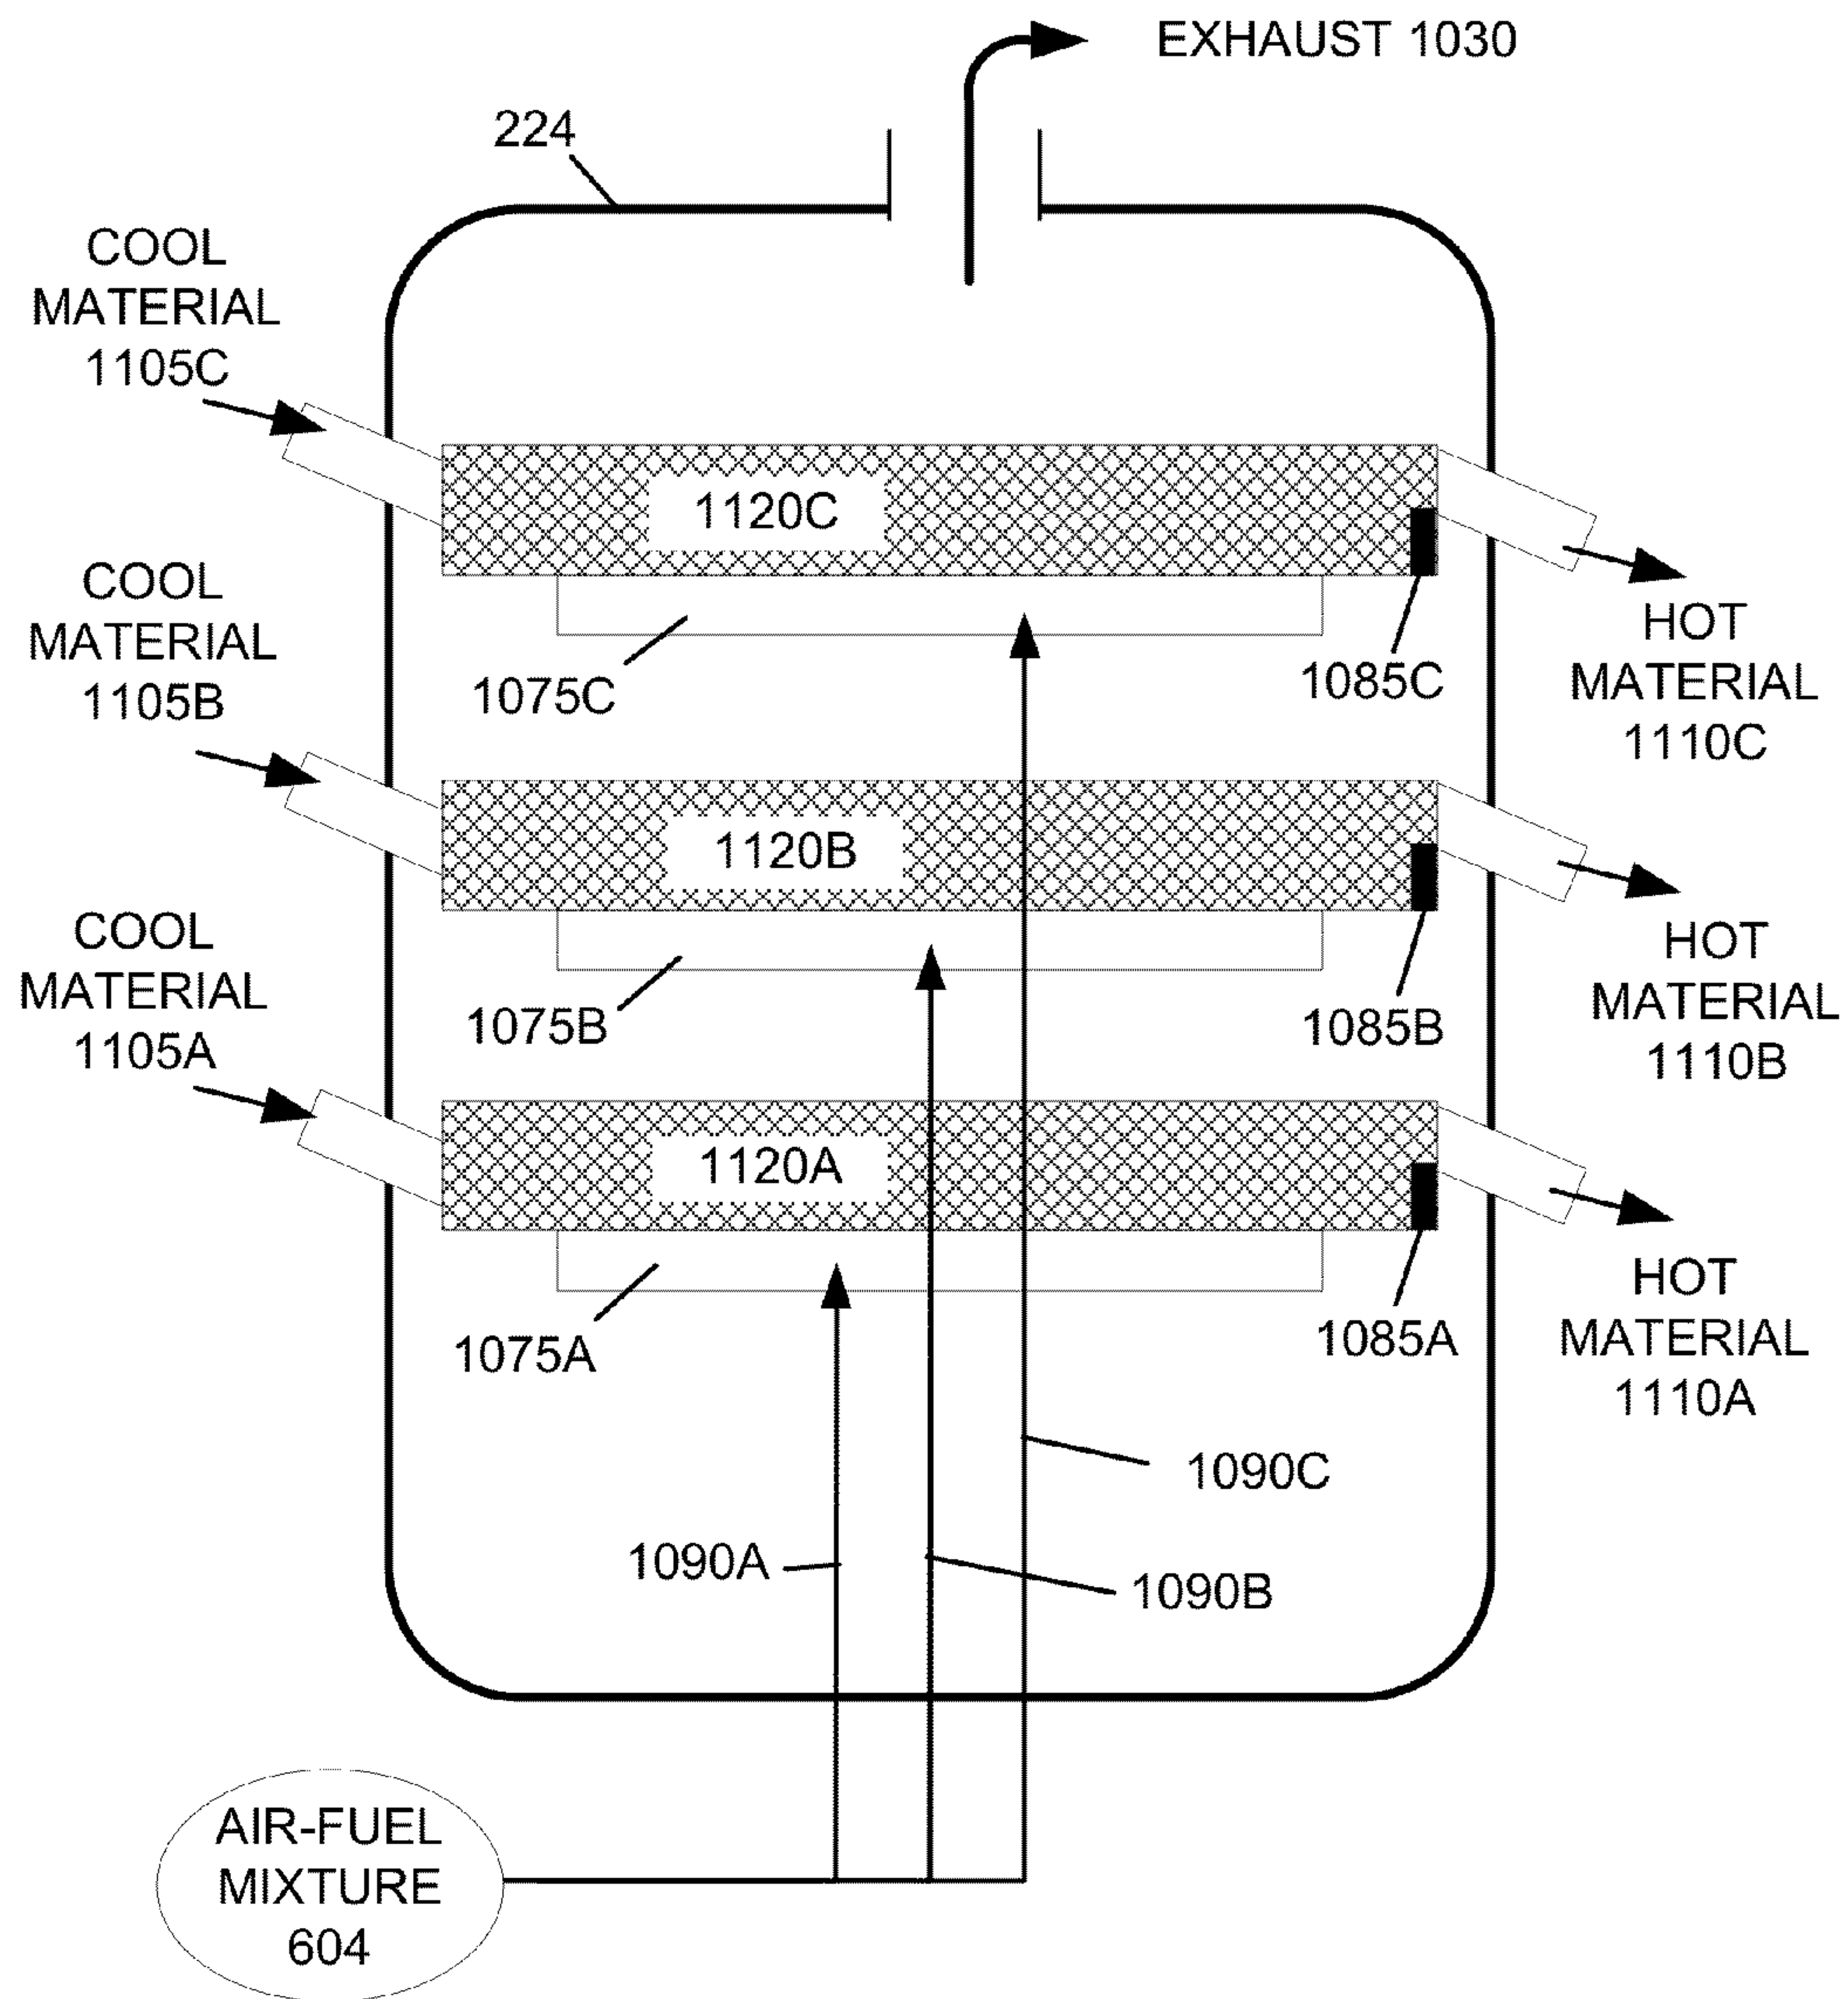 EXHAUST 1030
224
COOL
MATERIAL
1105C
1120C
COOL
MATERIAL
1105B
1075C
1085C
HOT
MATERIAL
1110C
1120B
COOL
MATERIAL
1105A
1075B
1085B
HOT
MATERIAL
1110B
1120A
1075A
1085A
HOT
MATERIAL
1110A
1090C
1090A
1090B
AIR-FUEL
MIXTURE
604